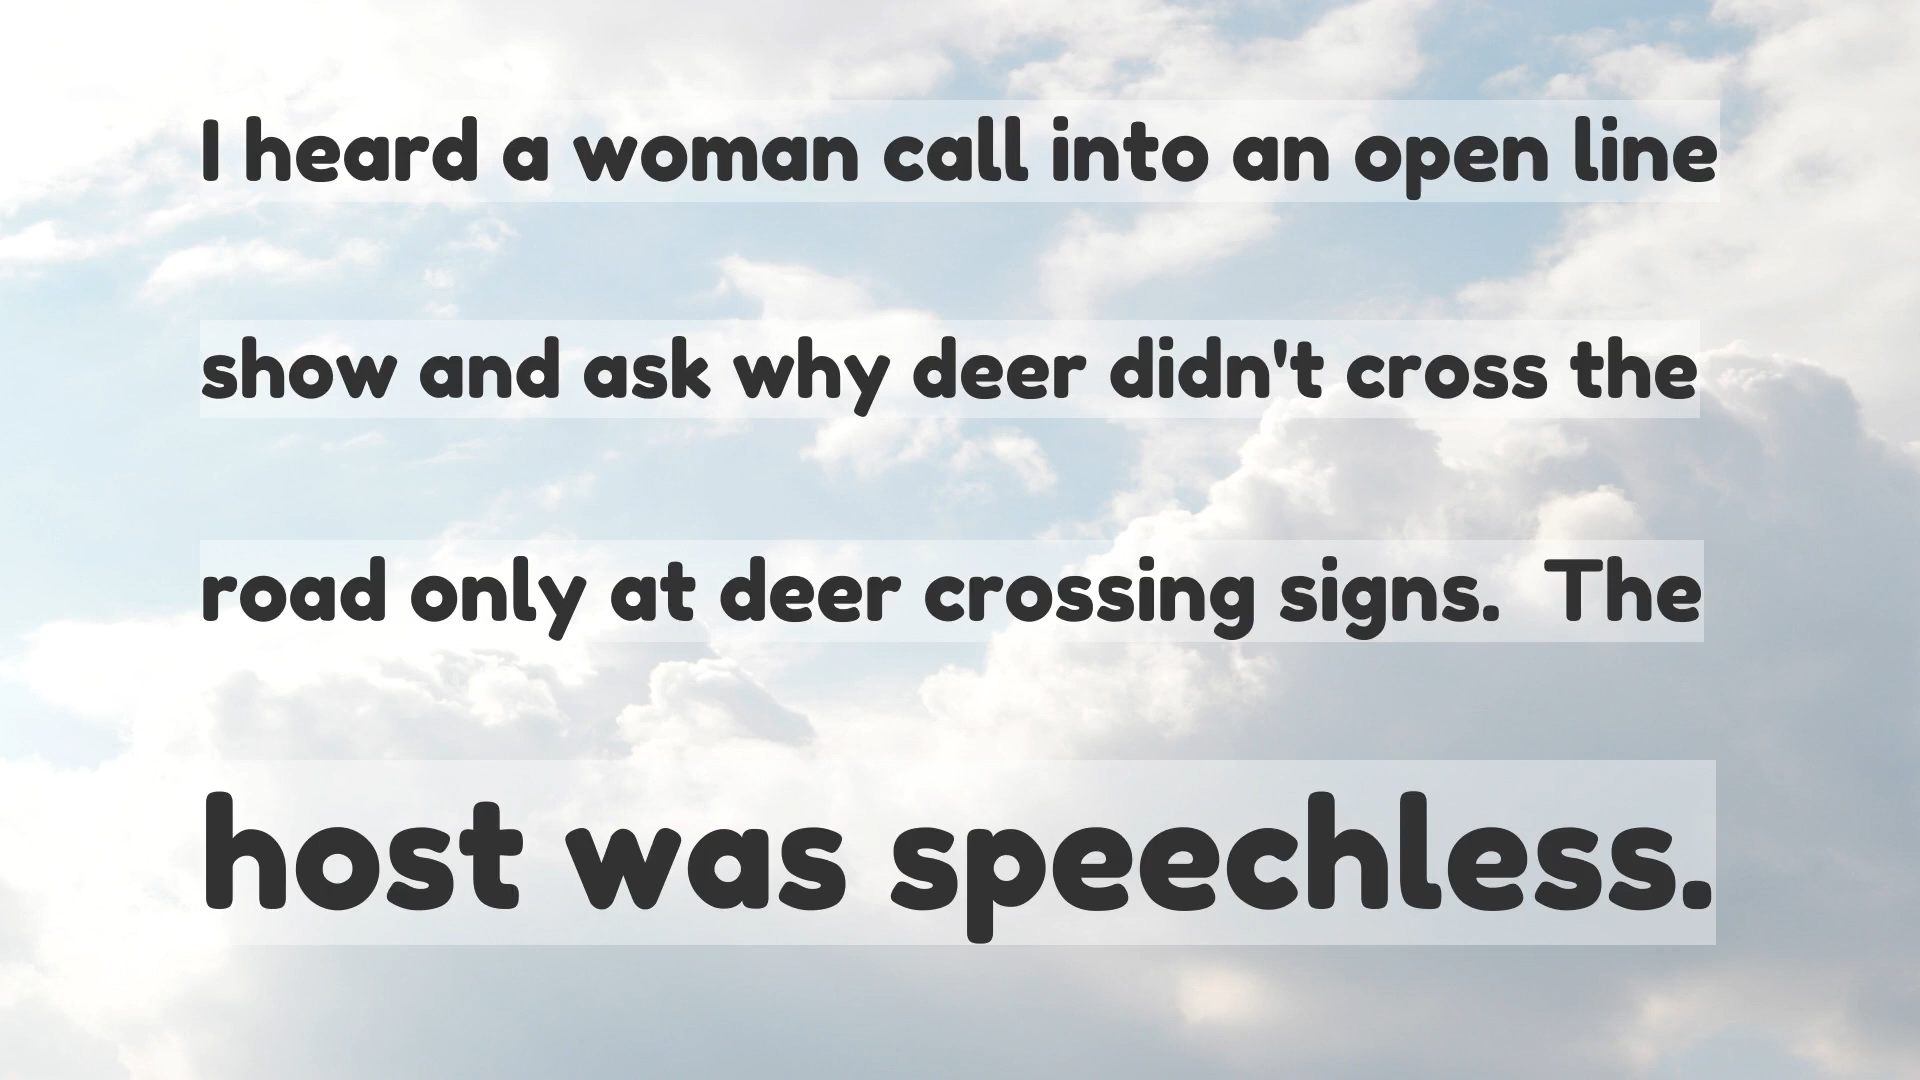 I heard a woman call into an open line
show and ask why deer didn't cross the
road only at deer crossing signs.  The
host was speechless.